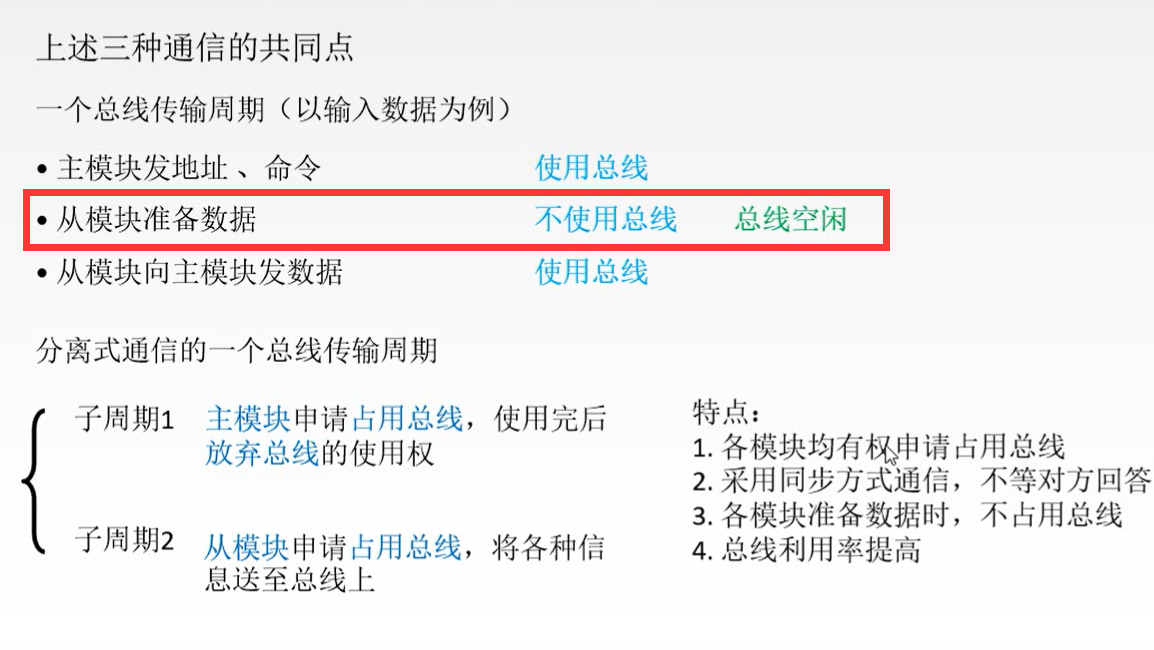 上述三种通信的共同点
一个总线传输周期（以输入数据为例）
• 主模块发地址 、命令 使用总线
• 从模块准备数据 不使用总线 总线空闲
• 从模块向主模块发数据 使用总线
分离式通信的一个总线传输周期
子周期1 主模块申请占用总线，使用完后
放弃总线的使用权
子周期2 从模块申请占用总线，将各种信
息送至总线上
特点：
1. 各模块均有权申请占用总线
2. 采用同步方式通信，不等对方回答
3. 各模块准备数据时，不占用总线
4. 总线利用率提高